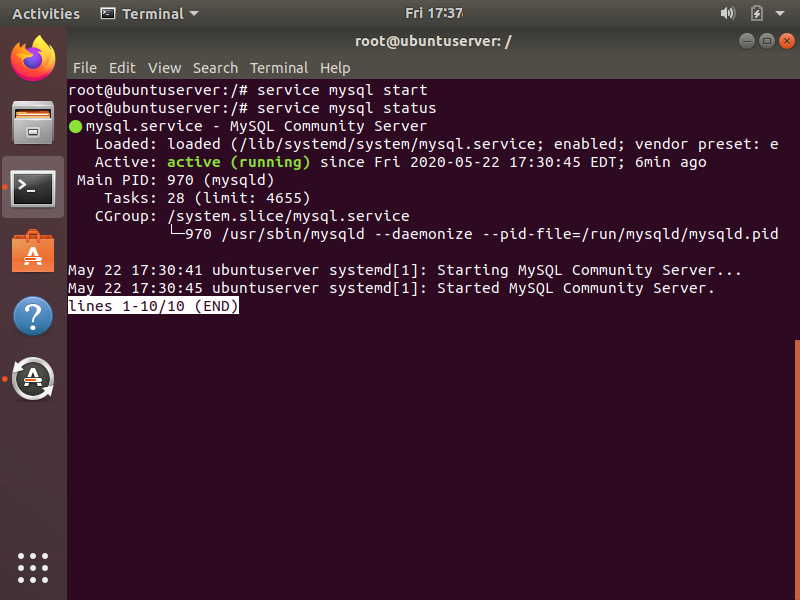 Activities Terminal Fri 17:37
root@ubuntuserver: /
File Edit View Search Terminal Help
root@ubuntuserver:/# service mysql start
root@ubuntuserver:/# service mysql status
● mysql.service - MySQL Community Server
   Loaded: loaded (/lib/systemd/system/mysql.service; enabled; vendor preset: e
   Active: active (running) since Fri 2020-05-22 17:30:45 EDT; 6min ago
 Main PID: 970 (mysqld)
    Tasks: 28 (limit: 4655)
   CGroup: /system.slice/mysql.service
           └─970 /usr/sbin/mysqld --daemonize --pid-file=/run/mysqld/mysqld.pid
May 22 17:30:41 ubuntuserver systemd[1]: Starting MySQL Community Server...
May 22 17:30:45 ubuntuserver systemd[1]: Started MySQL Community Server.
lines 1-10/10 (END)